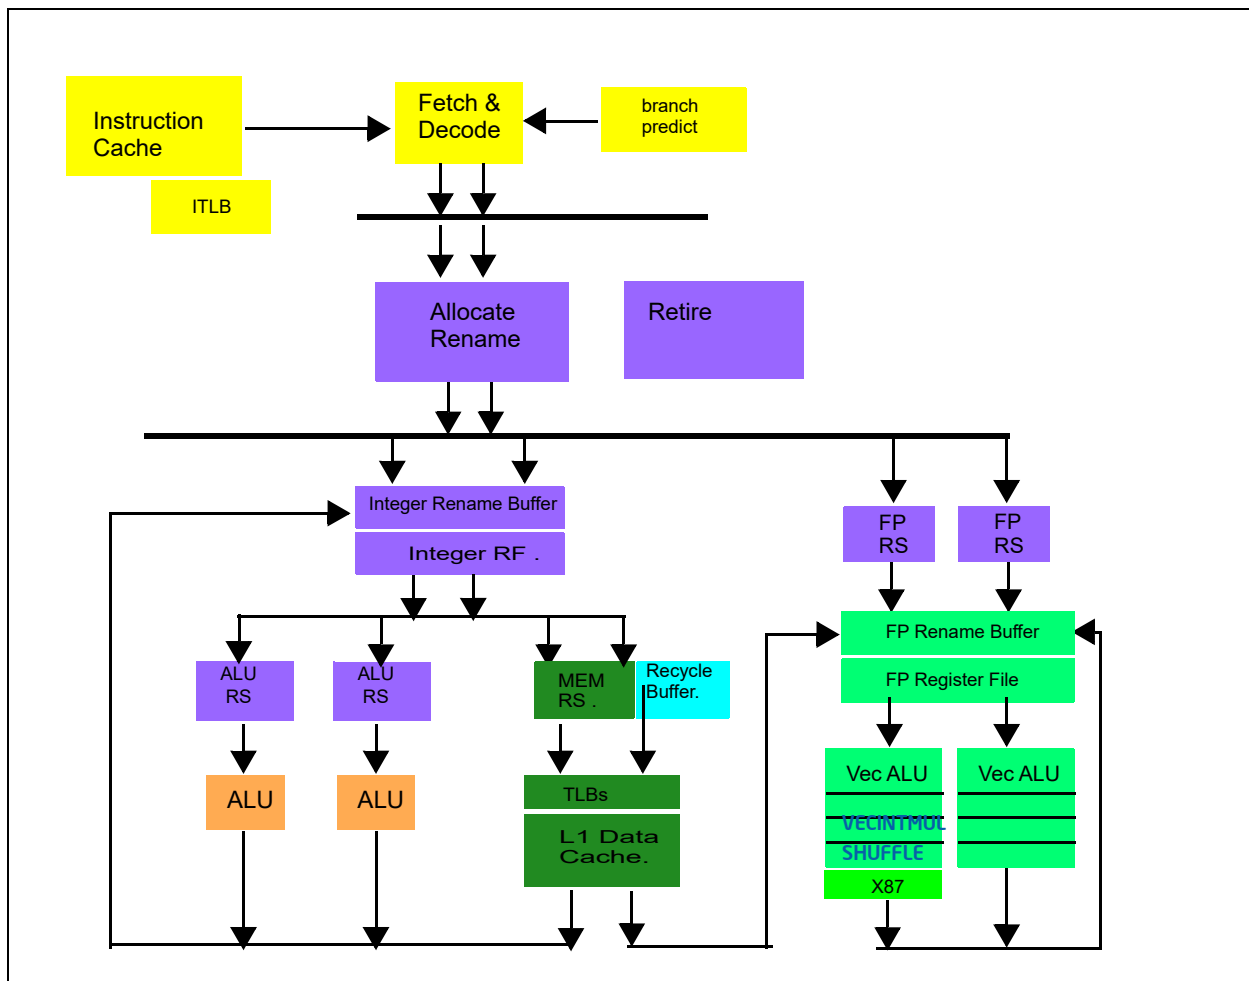 Instruction
Cache
ITLB
Fetch &
Decode
branch
predict
Allocate
Rename
Retire
Integer Rename Buffer
Integer RF .
FP
RS
FP
RS
ALU
RS
ALU
RS
MEM
RS .
Recycle
Buffer.
FP Rename Buffer
FP Register File
ALU
ALU
TLBs
L1 Data
Cache.
Vec ALU
VECINTMUL
SHUFFLE
X87
Vec ALU